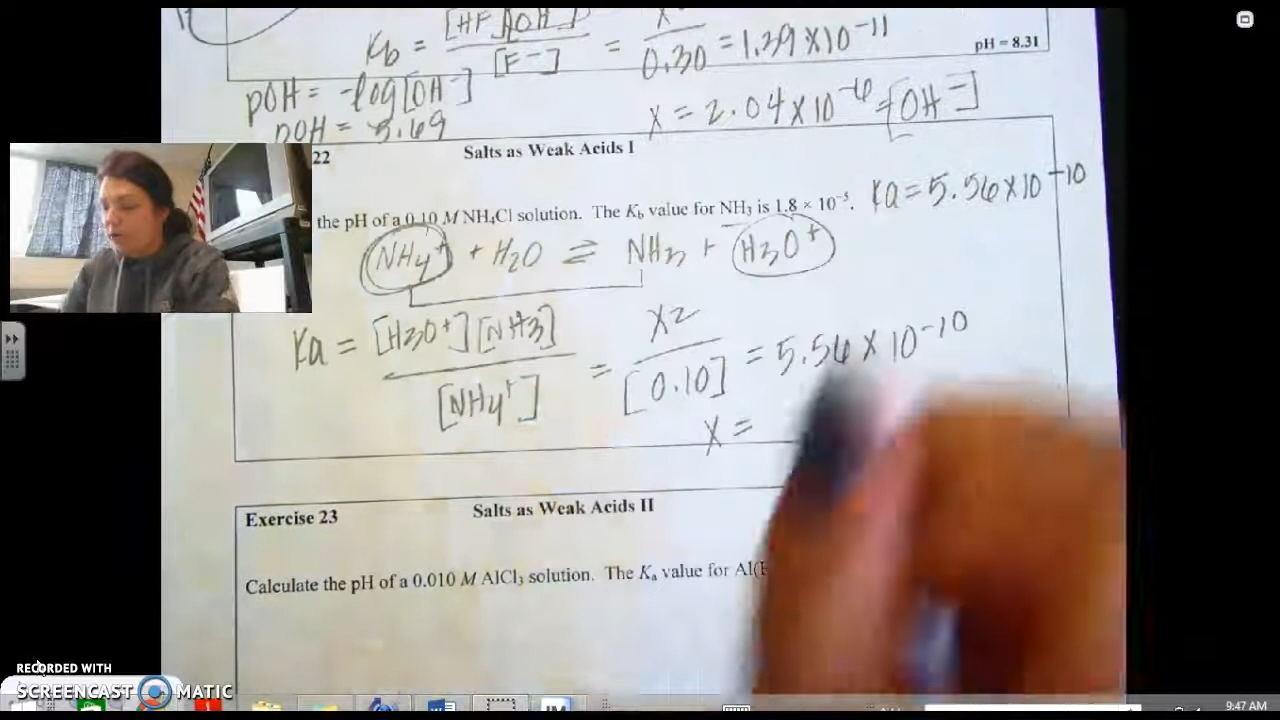 Kb = [HF][OH-] / [F-] = x / 0.30 = 1.39 × 10-11
pH = 8.31
pOH = -log[OH-]
pOH = 5.69
x = 2.04 × 10-6 = [OH-]
22 Salts as Weak Acids I
the pH of a 0.10 M NH4Cl solution. The Kb value for NH3 is 1.8 × 10-5. Ka = 5.56 × 10-10
NH4+ + H2O ⇌ NH3 + H3O+
Ka = [H3O+][NH3] / [NH4+] = x2 / [0.10] = 5.56 × 10-10
x =
Exercise 23 Salts as Weak Acids II
Calculate the pH of a 0.010 M AlCl3 solution. The Ka value for
RECORDED WITH
SCREENCAST MATIC
9:47 AM